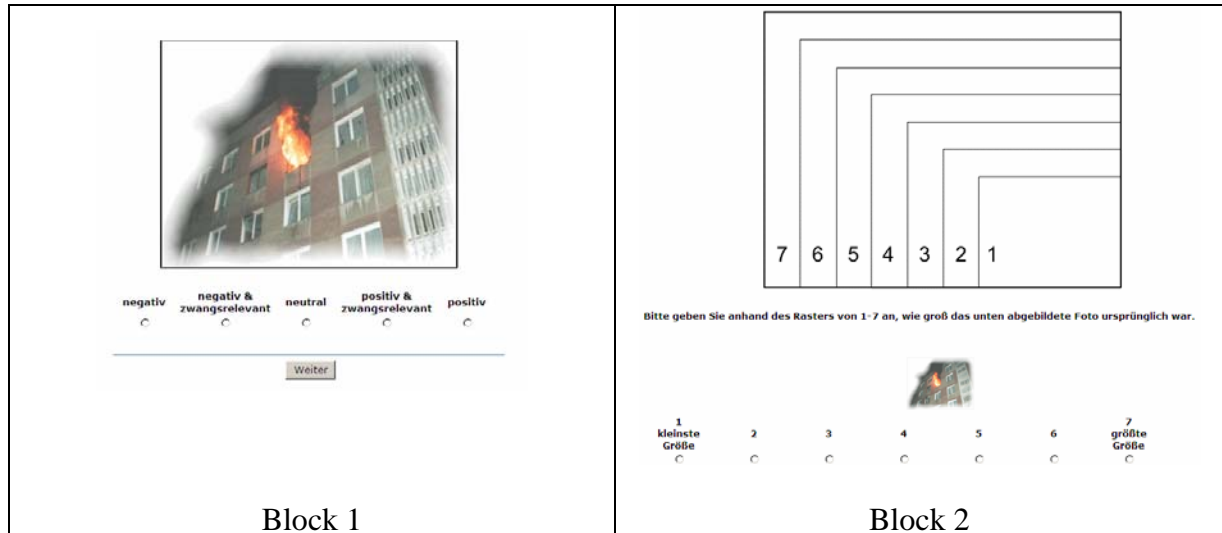 negativ negativ & zwangsrelevant neutral positiv & zwangsrelevant positiv
Weiter
Block 1
7 6 5 4 3 2 1
Bitte geben Sie anhand des Rasters von 1-7 an, wie groß das unten abgebildete Foto ursprünglich war.
1 kleinste Größe 2 3 4 5 6 7 größte Größe
Block 2